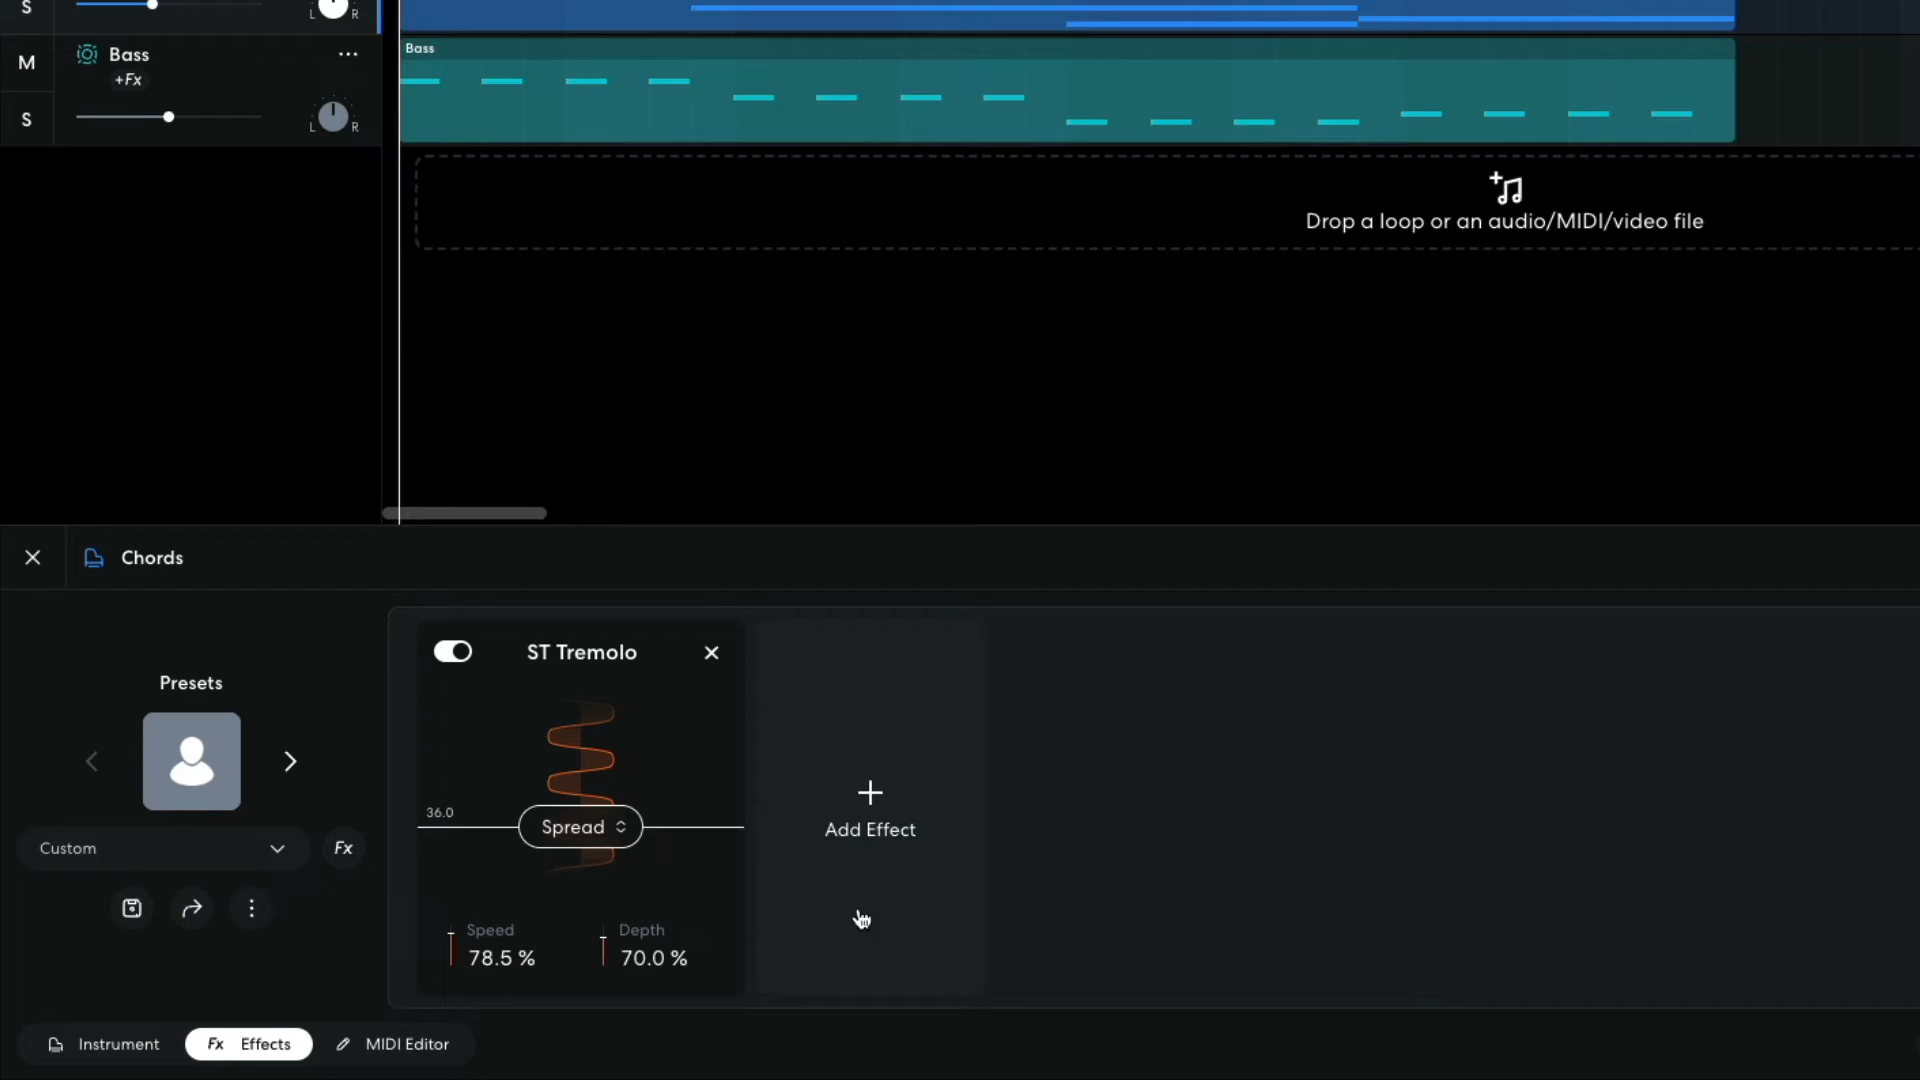 S
L R
M
Bass
...
+Fx
S
L R
Bass
Drop a loop or an audio/MIDI/video file
Chords
Presets
Custom
Fx
ST Tremolo
36.0
Spread
Speed
78.5 %
Depth
70.0 %
Add Effect
Instrument
Fx Effects
MIDI Editor